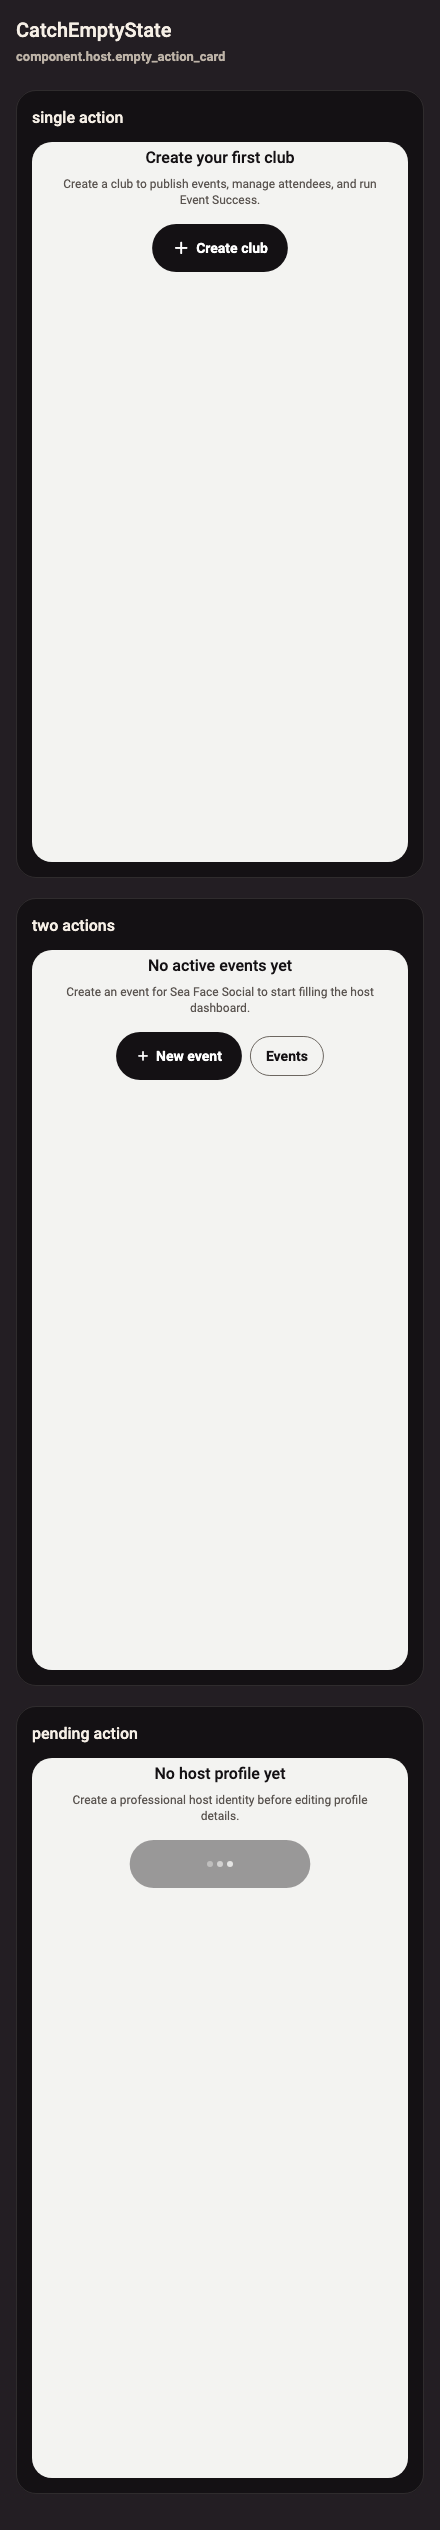 CatchEmptyState
component.host.empty_action_card
single action
Create your first club
Create a club to publish events, manage attendees, and run
Event Success.
Create club
two actions
No active events yet
Create an event for Sea Face Social to start filling the host
dashboard.
New event
Events
pending action
No host profile yet
Create a professional host identity before editing profile
details.